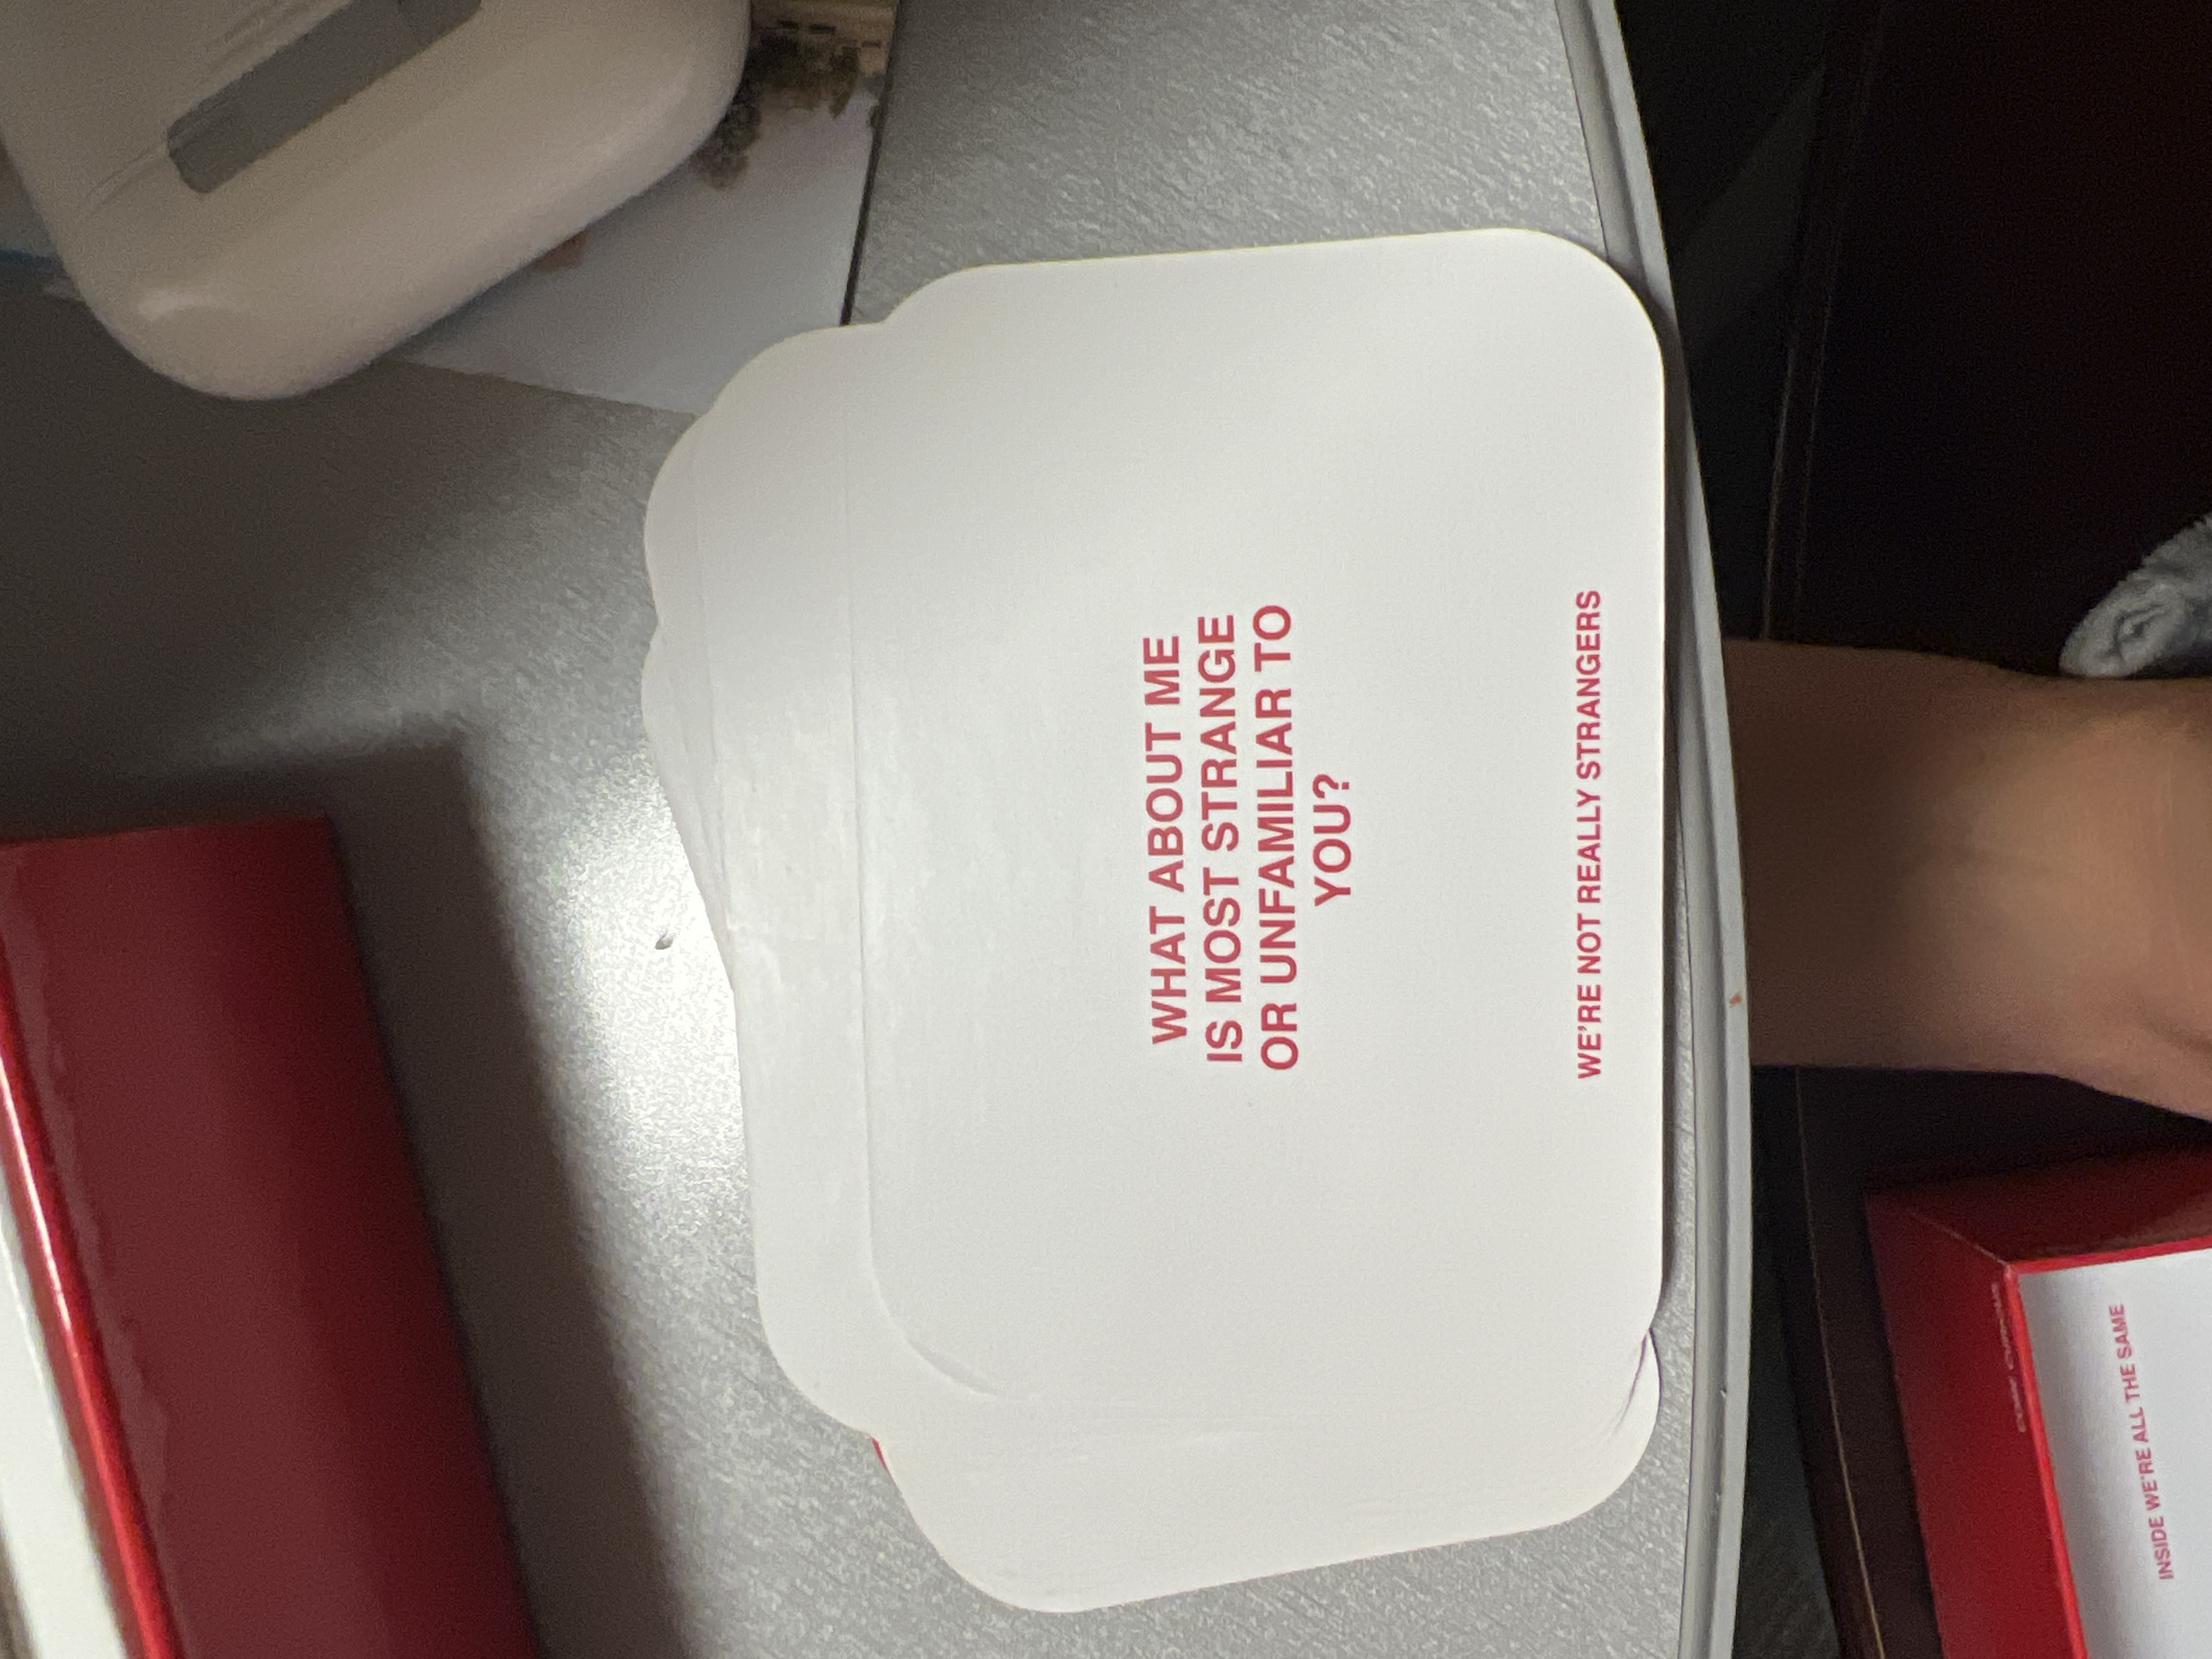 WHAT ABOUT ME
IS MOST STRANGE
OR UNFAMILIAR TO
YOU?
WE'RE NOT REALLY STRANGERS
INSIDE WE'RE ALL THE SAME